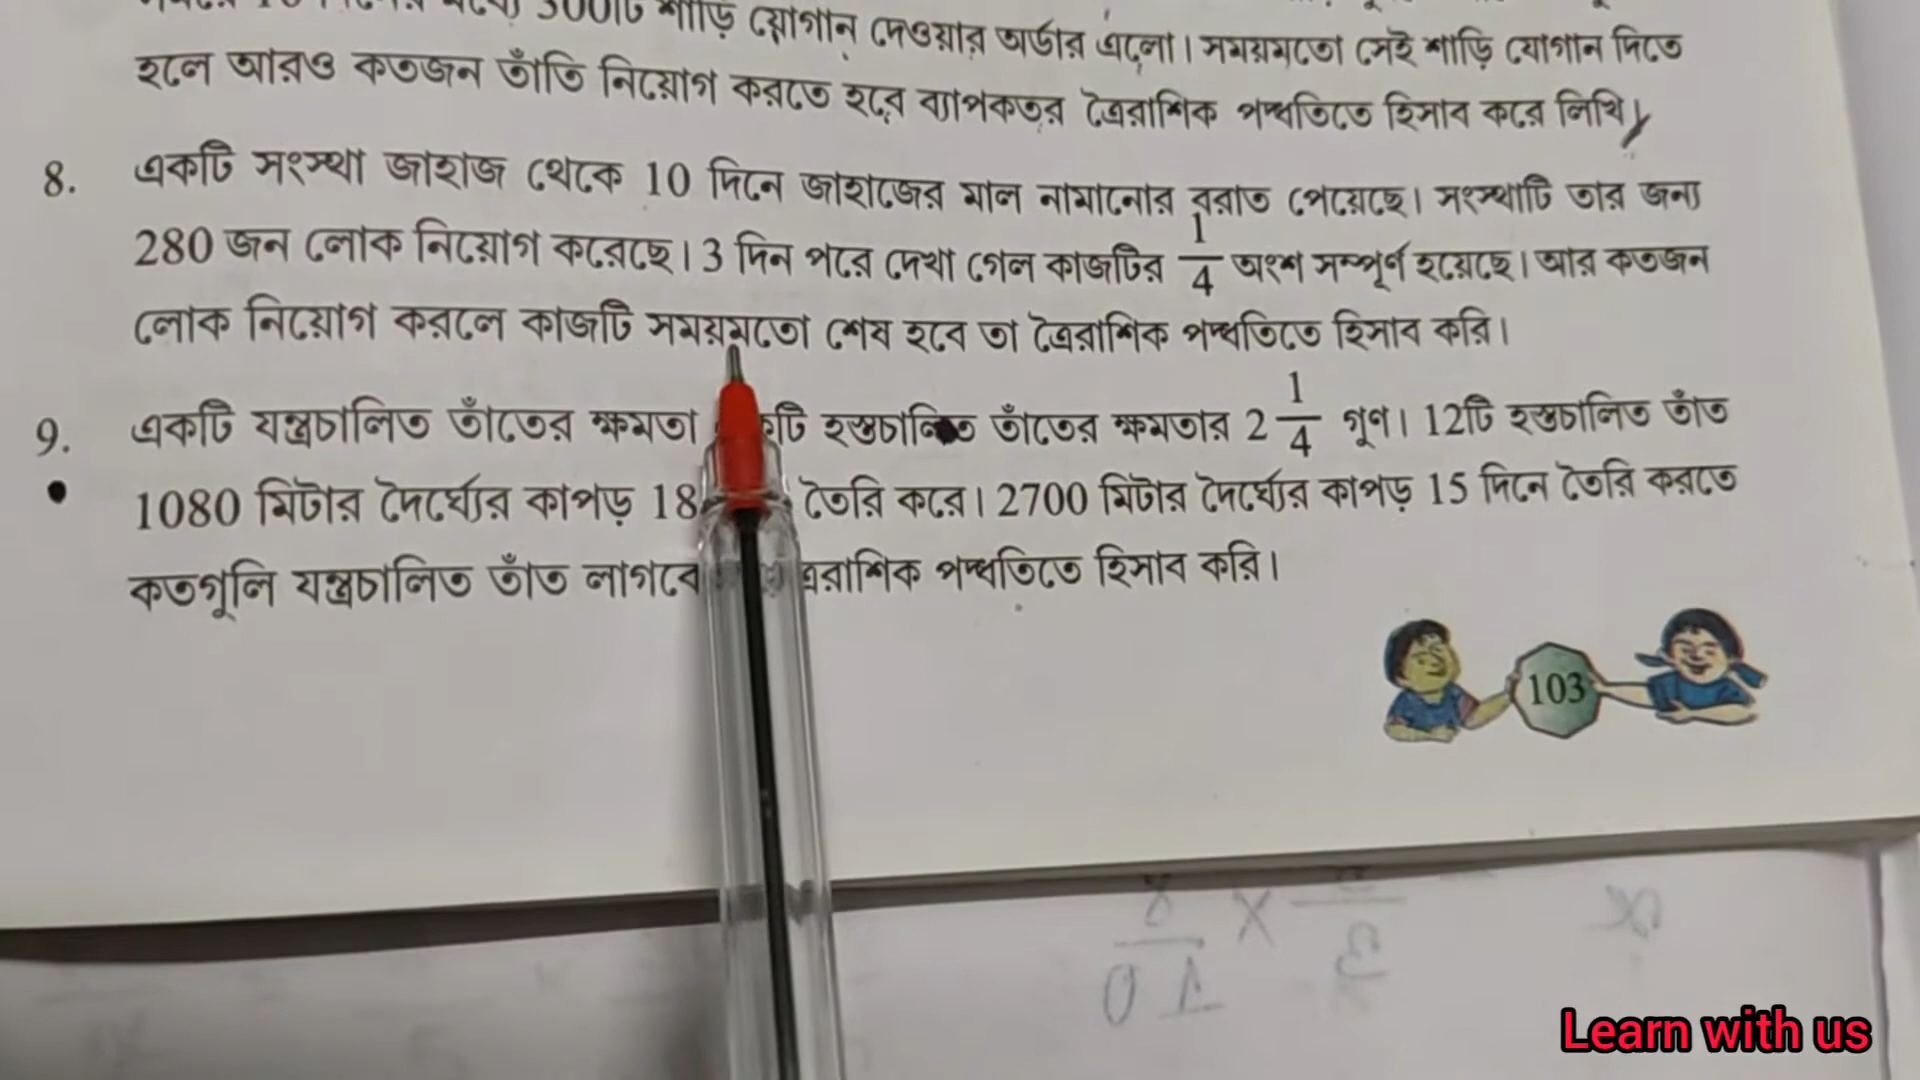 300টি শাড়ি যোগান দেওয়ার অর্ডার এলো। সময়মতো সেই শাড়ি যোগান দিতে
হলে আরও কতজন তাঁতি নিয়োগ করতে হবে ব্যাপকতর ত্রৈরাশিক পদ্ধতিতে হিসাব করে লিখি।
8. একটি সংস্থা জাহাজ থেকে 10 দিনে জাহাজের মাল নামানোর বরাত পেয়েছে। সংস্থাটি তার জন্য
280 জন লোক নিয়োগ করেছে। 3 দিন পরে দেখা গেল কাজটির 1/4 অংশ সম্পূর্ণ হয়েছে। আর কতজন
লোক নিয়োগ করলে কাজটি সময়মতো শেষ হবে তা ত্রৈরাশিক পদ্ধতিতে হিসাব করি।
9. একটি যন্ত্রচালিত তাঁতের ক্ষমতা হস্তচালিত তাঁতের ক্ষমতার 2 1/4 গুণ। 12টি হস্তচালিত তাঁত
1080 মিটার দৈর্ঘ্যের কাপড় 18 তৈরি করে। 2700 মিটার দৈর্ঘ্যের কাপড় 15 দিনে তৈরি করতে
কতগুলি যন্ত্রচালিত তাঁত লাগবে পদ্ধতিতে হিসাব করি।
103
Learn with us